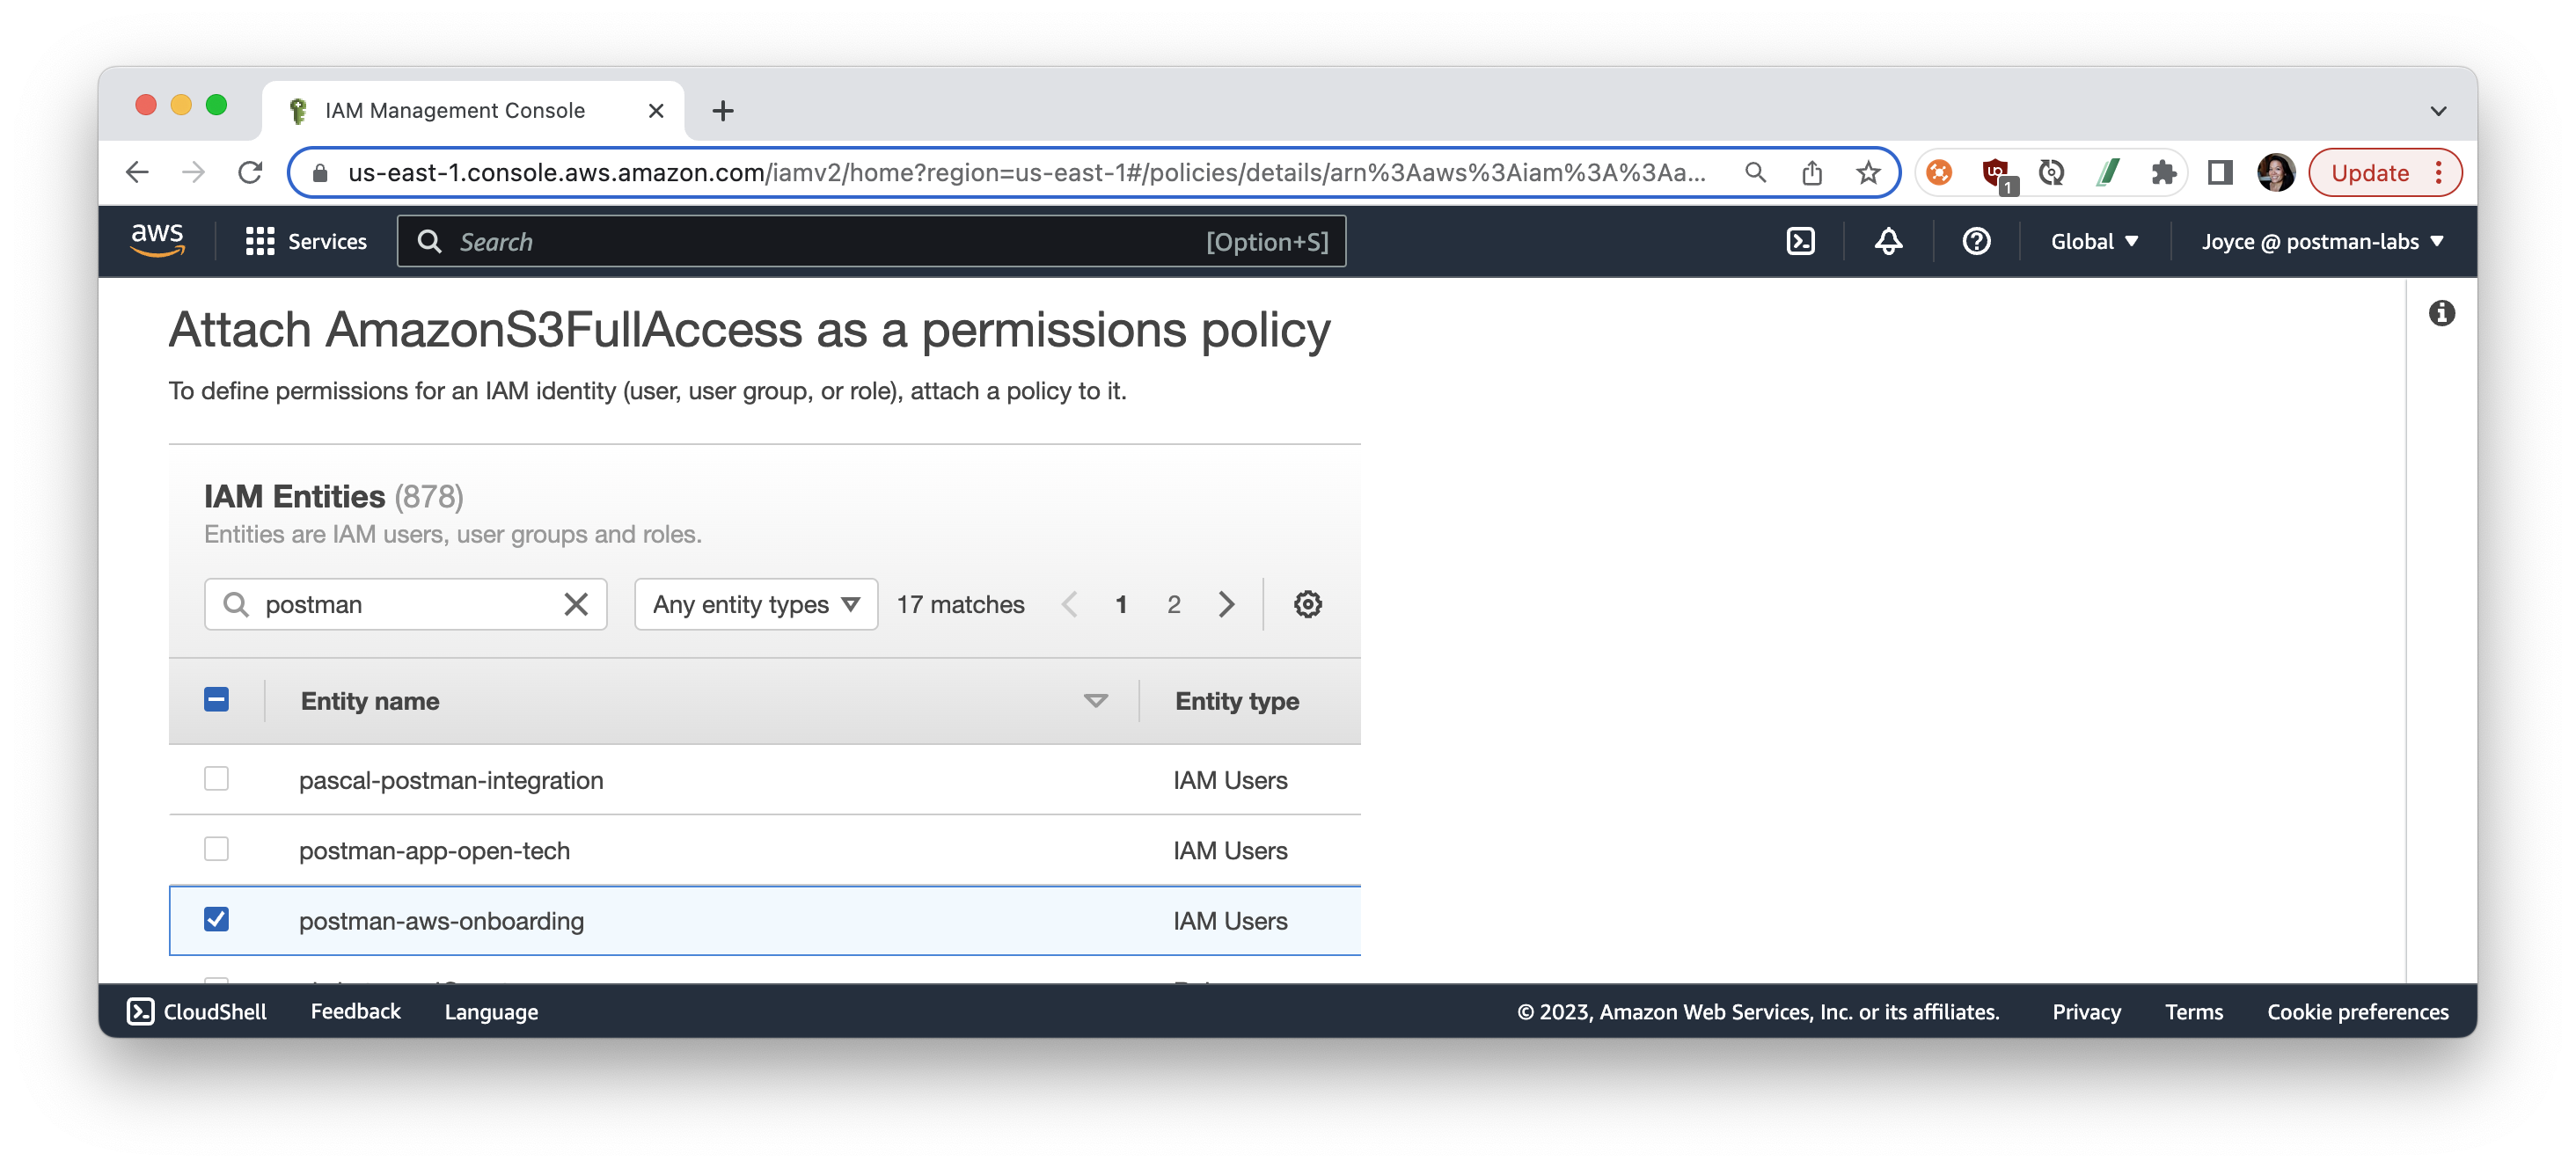 IAM Management Console
us-east-1.console.aws.amazon.com/iamv2/home?region=us-east-1#/policies/details/arn%3Aaws%3Aiam%3A%3Aa...
1
Update
aws
Services
Search
[Option+S]
Global
Joyce @ postman-labs
Attach AmazonS3FullAccess as a permissions policy
To define permissions for an IAM identity (user, user group, or role), attach a policy to it.
IAM Entities (878)
Entities are IAM users, user groups and roles.
postman
Any entity types
17 matches
1
2
Entity name
Entity type
pascal-postman-integration
IAM Users
postman-app-open-tech
IAM Users
postman-aws-onboarding
IAM Users
CloudShell
Feedback
Language
© 2023, Amazon Web Services, Inc. or its affiliates.
Privacy
Terms
Cookie preferences